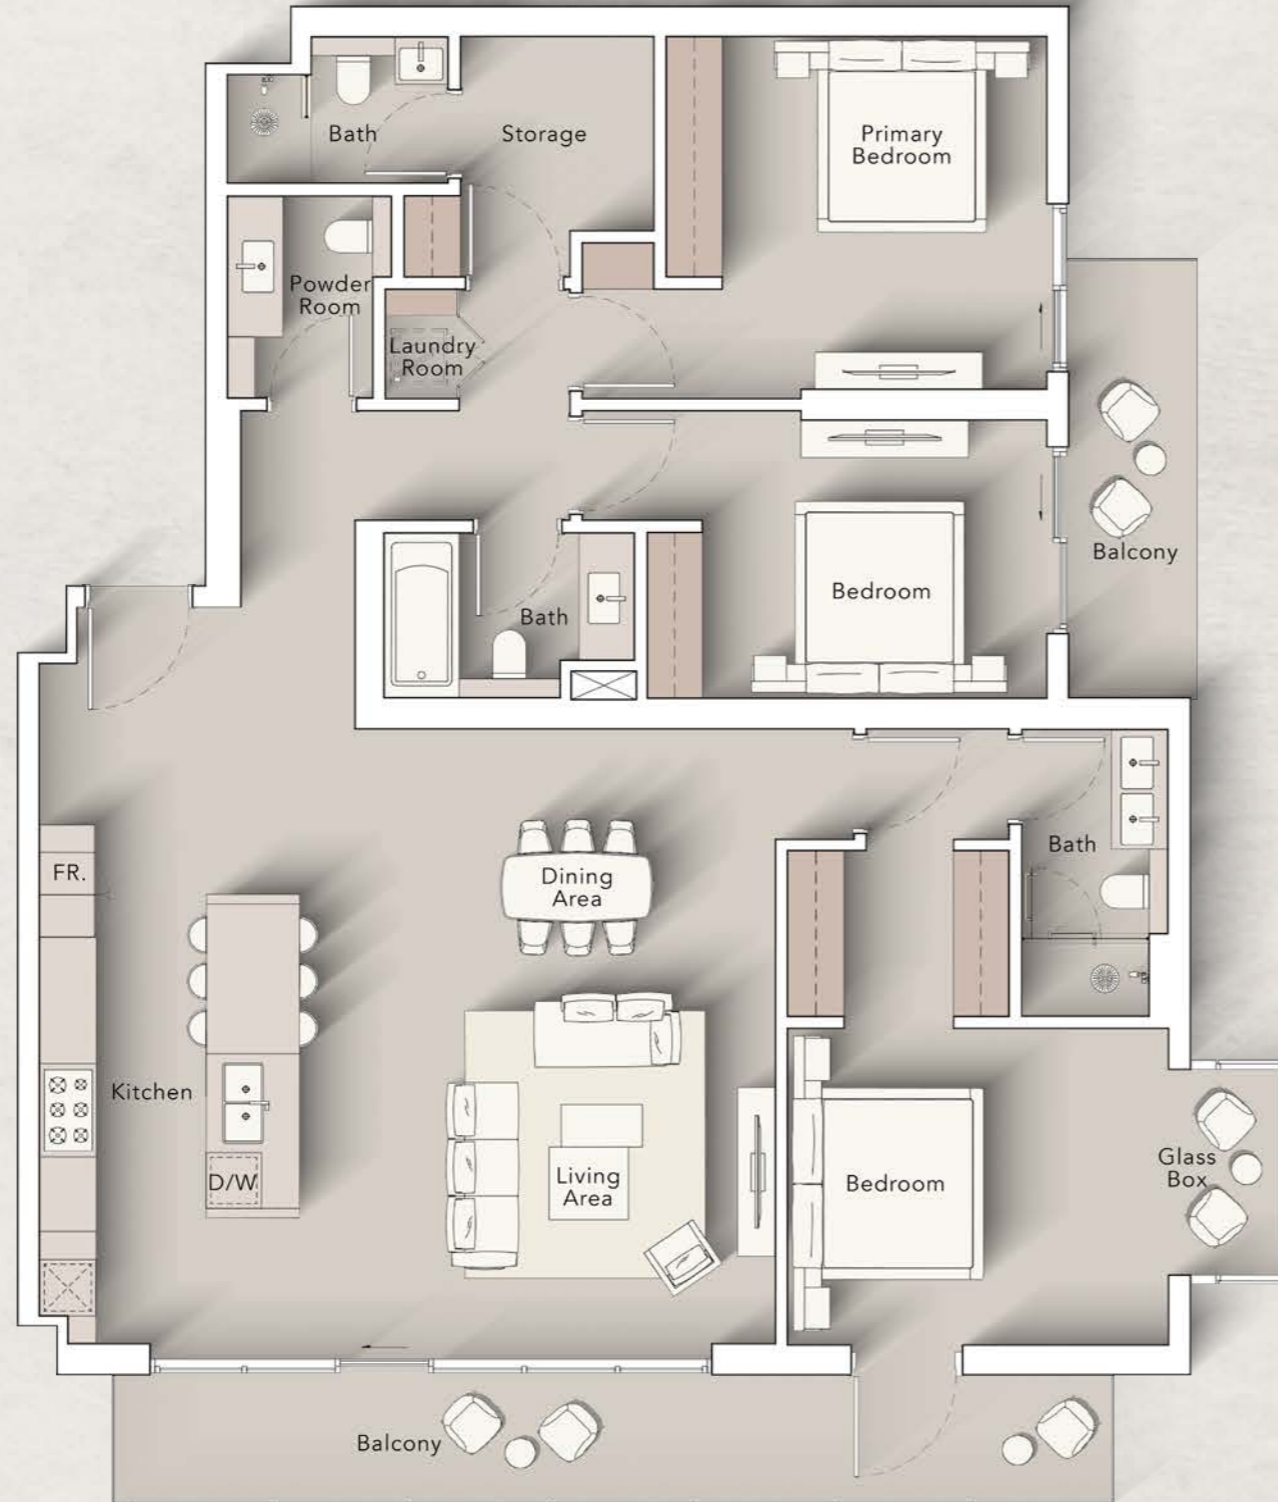 Bath
Storage
Primary
Bedroom
Powder
Room
Laundry
Room
Balcony
Bedroom
Bath
Bath
FR.
Dining
Area
Kitchen
D/W
Living
Area
Bedroom
Glass
Box
Balcony